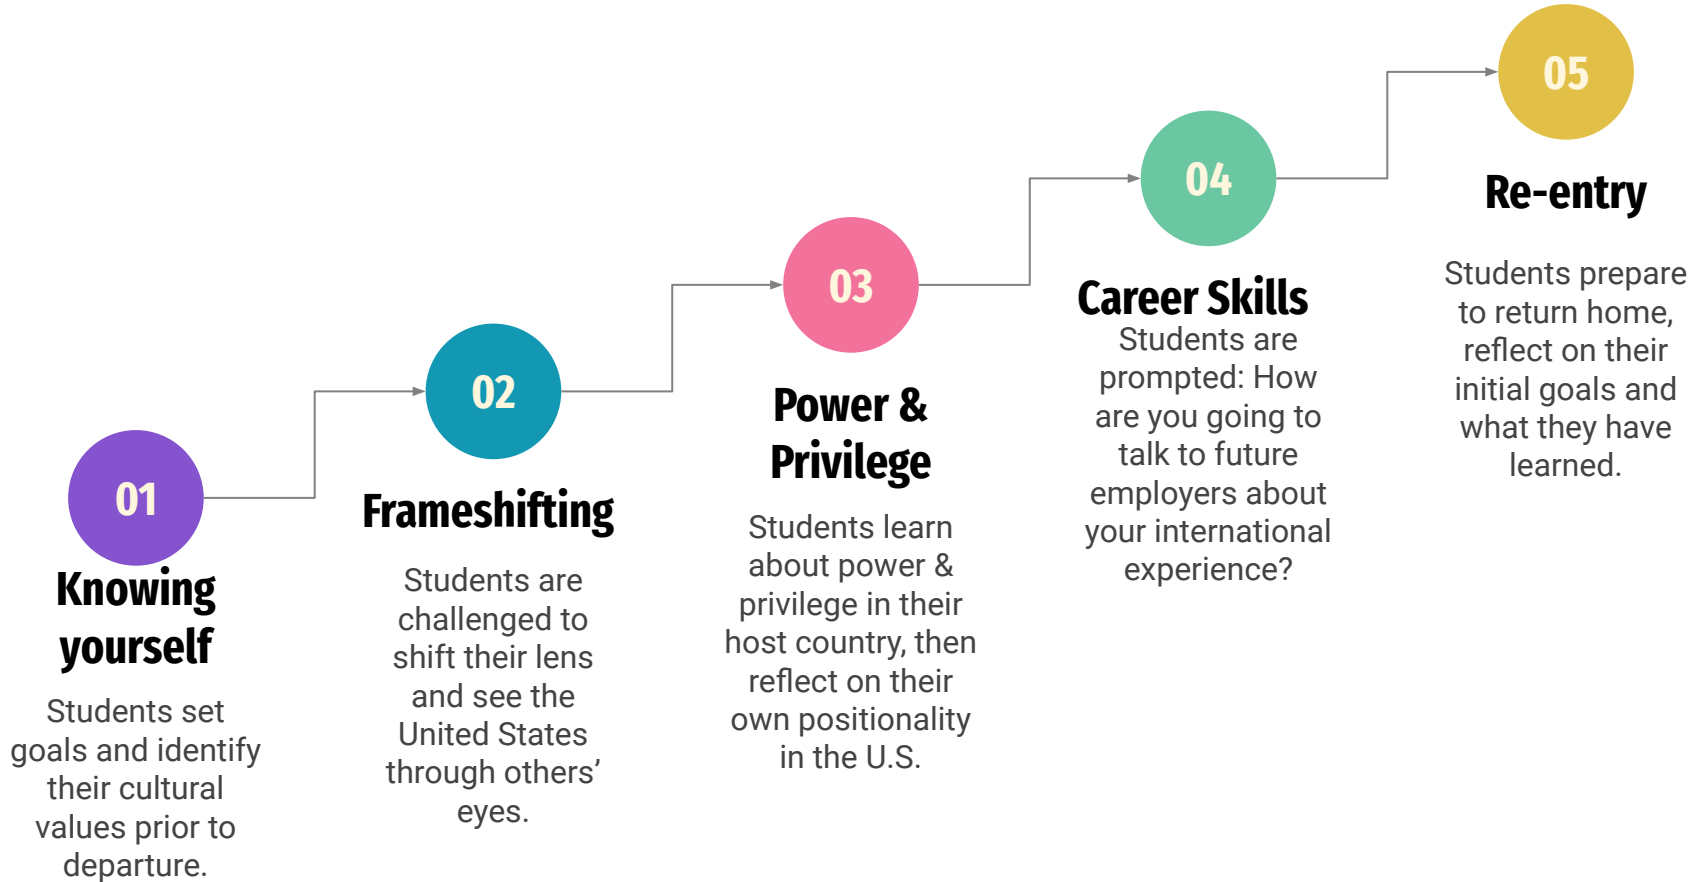 01
Knowing
yourself
Students set
goals and identify
their cultural
values prior to
departure.
02
Frameshifting
Students are
challenged to
shift their lens
and see the
United States
through others’
eyes.
03
Power &
Privilege
Students learn
about power &
privilege in their
host country, then
reflect on their
own positionality
in the U.S.
04
Career Skills
Students are
prompted: How
are you going to
talk to future
employers about
your international
experience?
05
Re-entry
Students prepare
to return home,
reflect on their
initial goals and
what they have
learned.